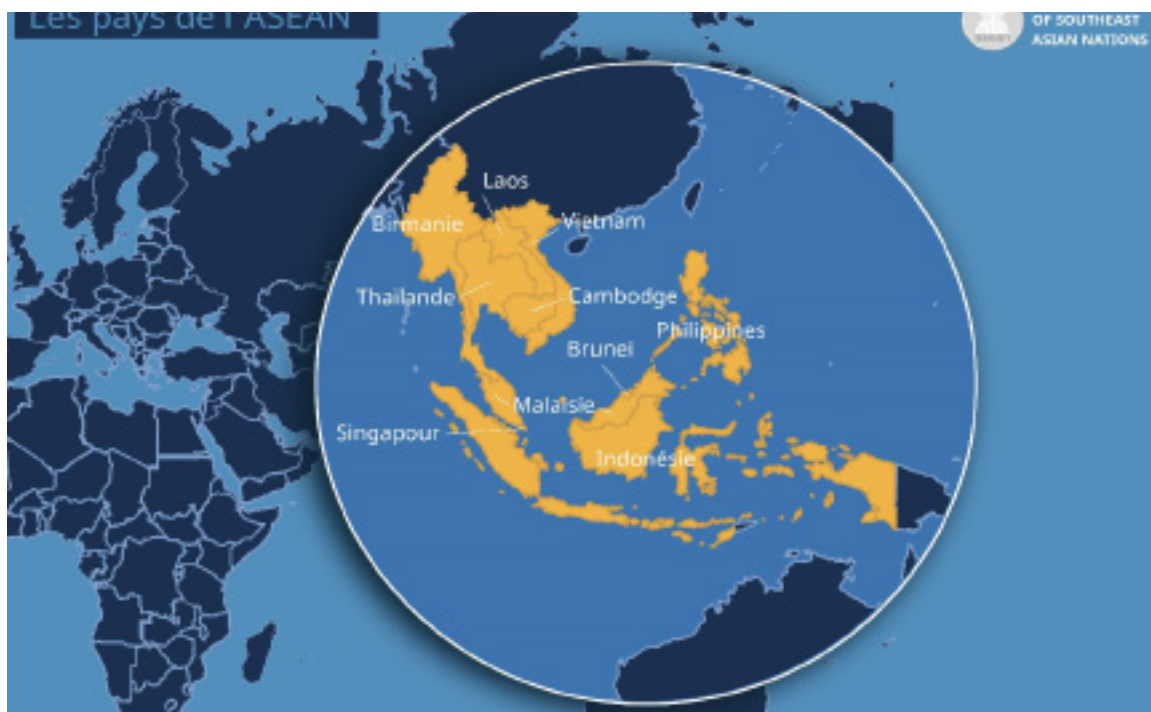 Les pays de l'ASEAN
OF SOUTHEAST
ASIAN NATIONS
Laos
Birmanie
Vietnam
Thaïlande
Cambodge
Philippines
Brunei
Malaisie
Singapour
Indonésie